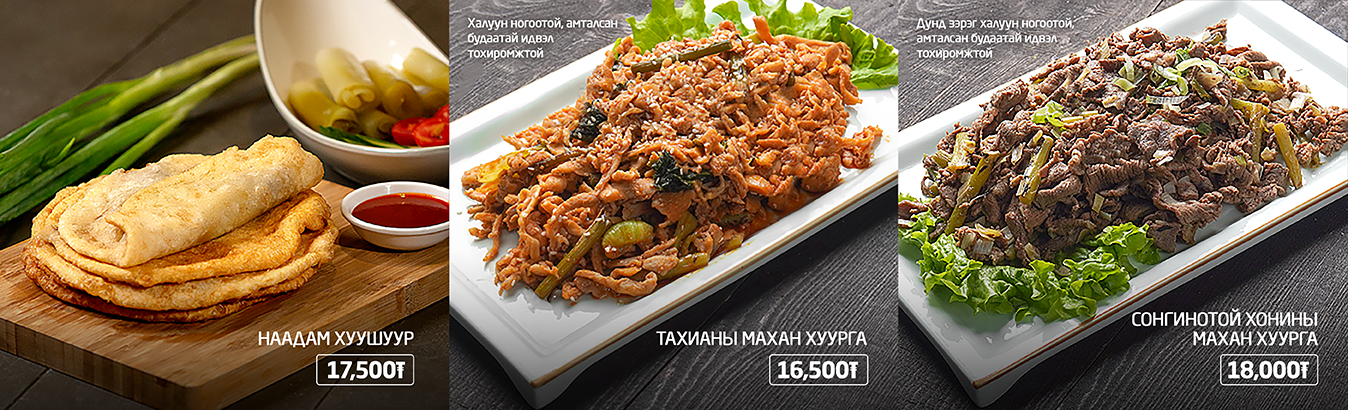 НААДАМ ХУУШУУР
17,500₮
Халуун ногоотой, амталсан
будаатай идвэл
тохиромжтой
ТАХИАНЫ МАХАН ХУУРГА
16,500₮
Дунд зэрэг халуун ногоотой,
амталсан будаатай идвэл
тохиромжтой
СОНГИНОТОЙ ХОНИНЫ
МАХАН ХУУРГА
18,000₮